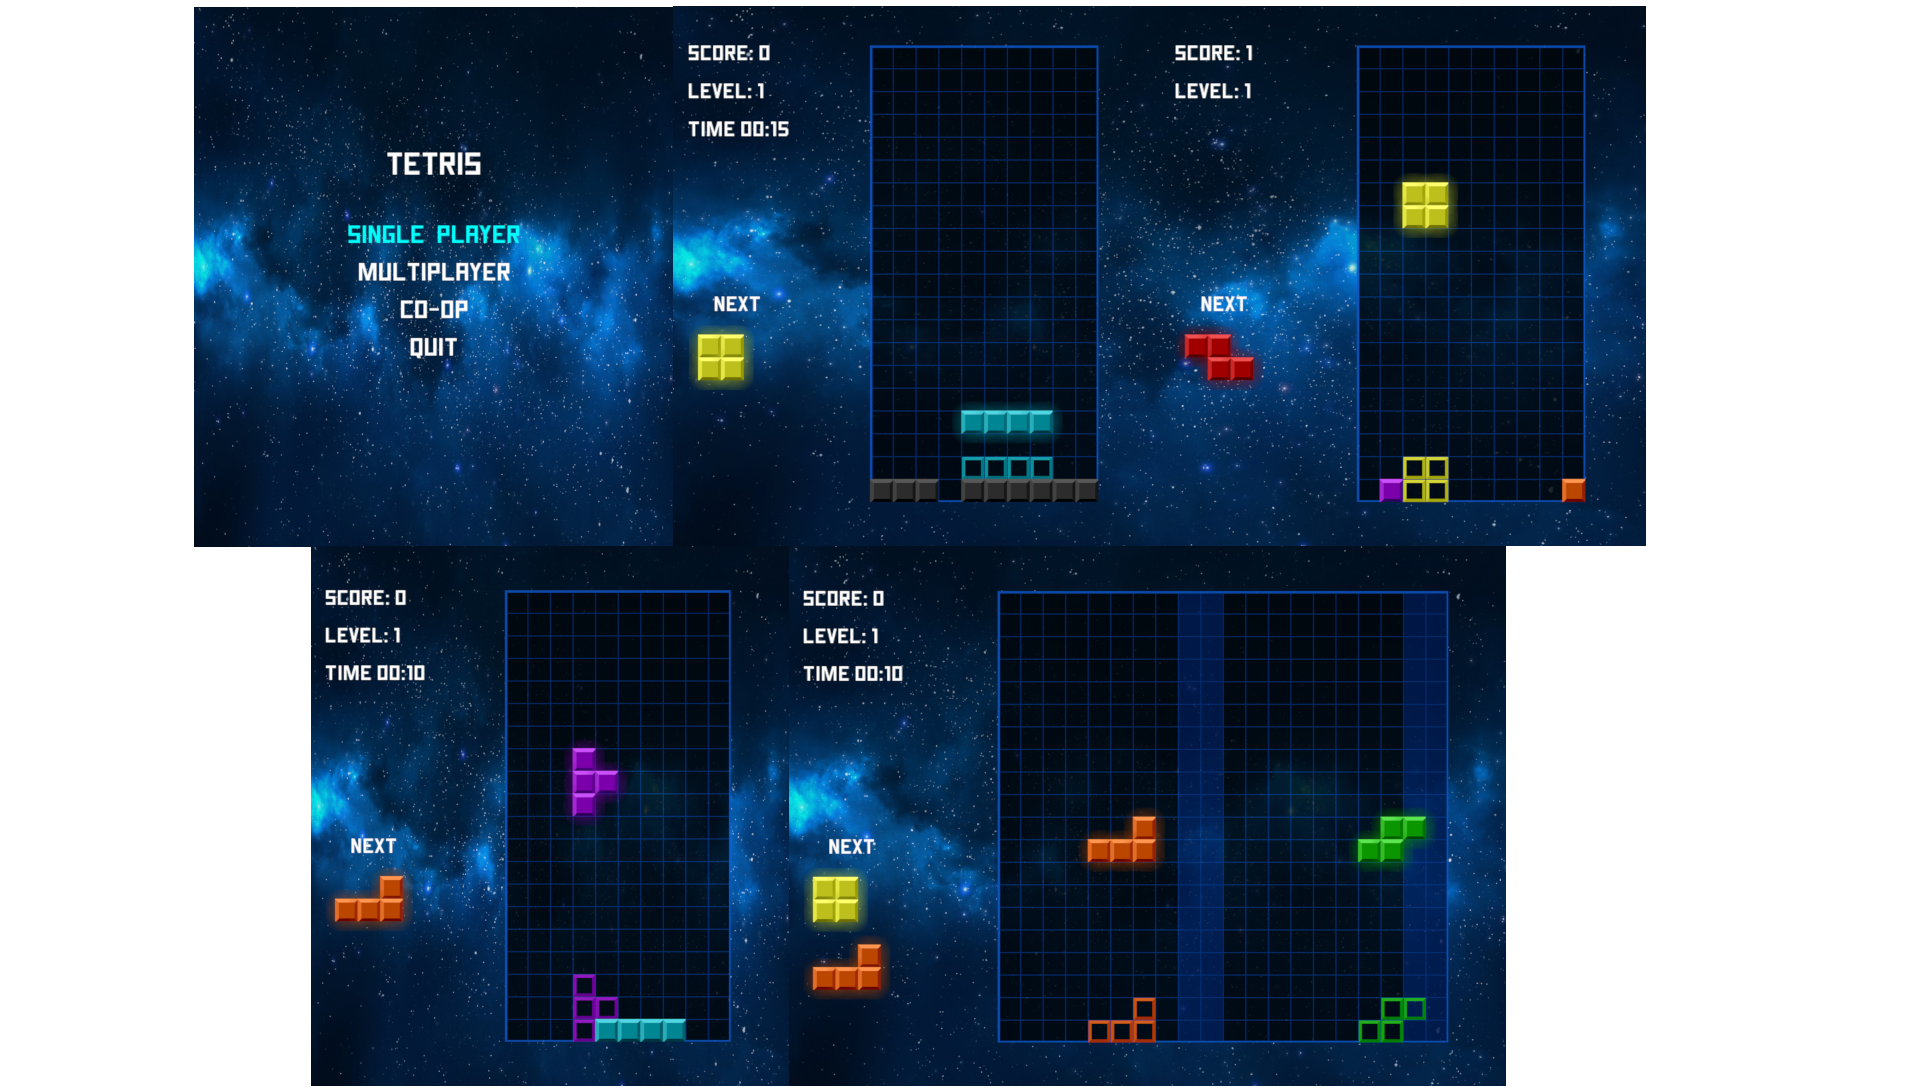 TETRIS
SINGLE PLAYER
MULTIPLAYER
CO-OP
QUIT
SCORE: 0
LEVEL: 1
TIME 00:15
NEXT
SCORE: 1
LEVEL: 1
NEXT
SCORE: 0
LEVEL: 1
TIME 00:10
NEXT
SCORE: 0
LEVEL: 1
TIME 00:10
NEXT